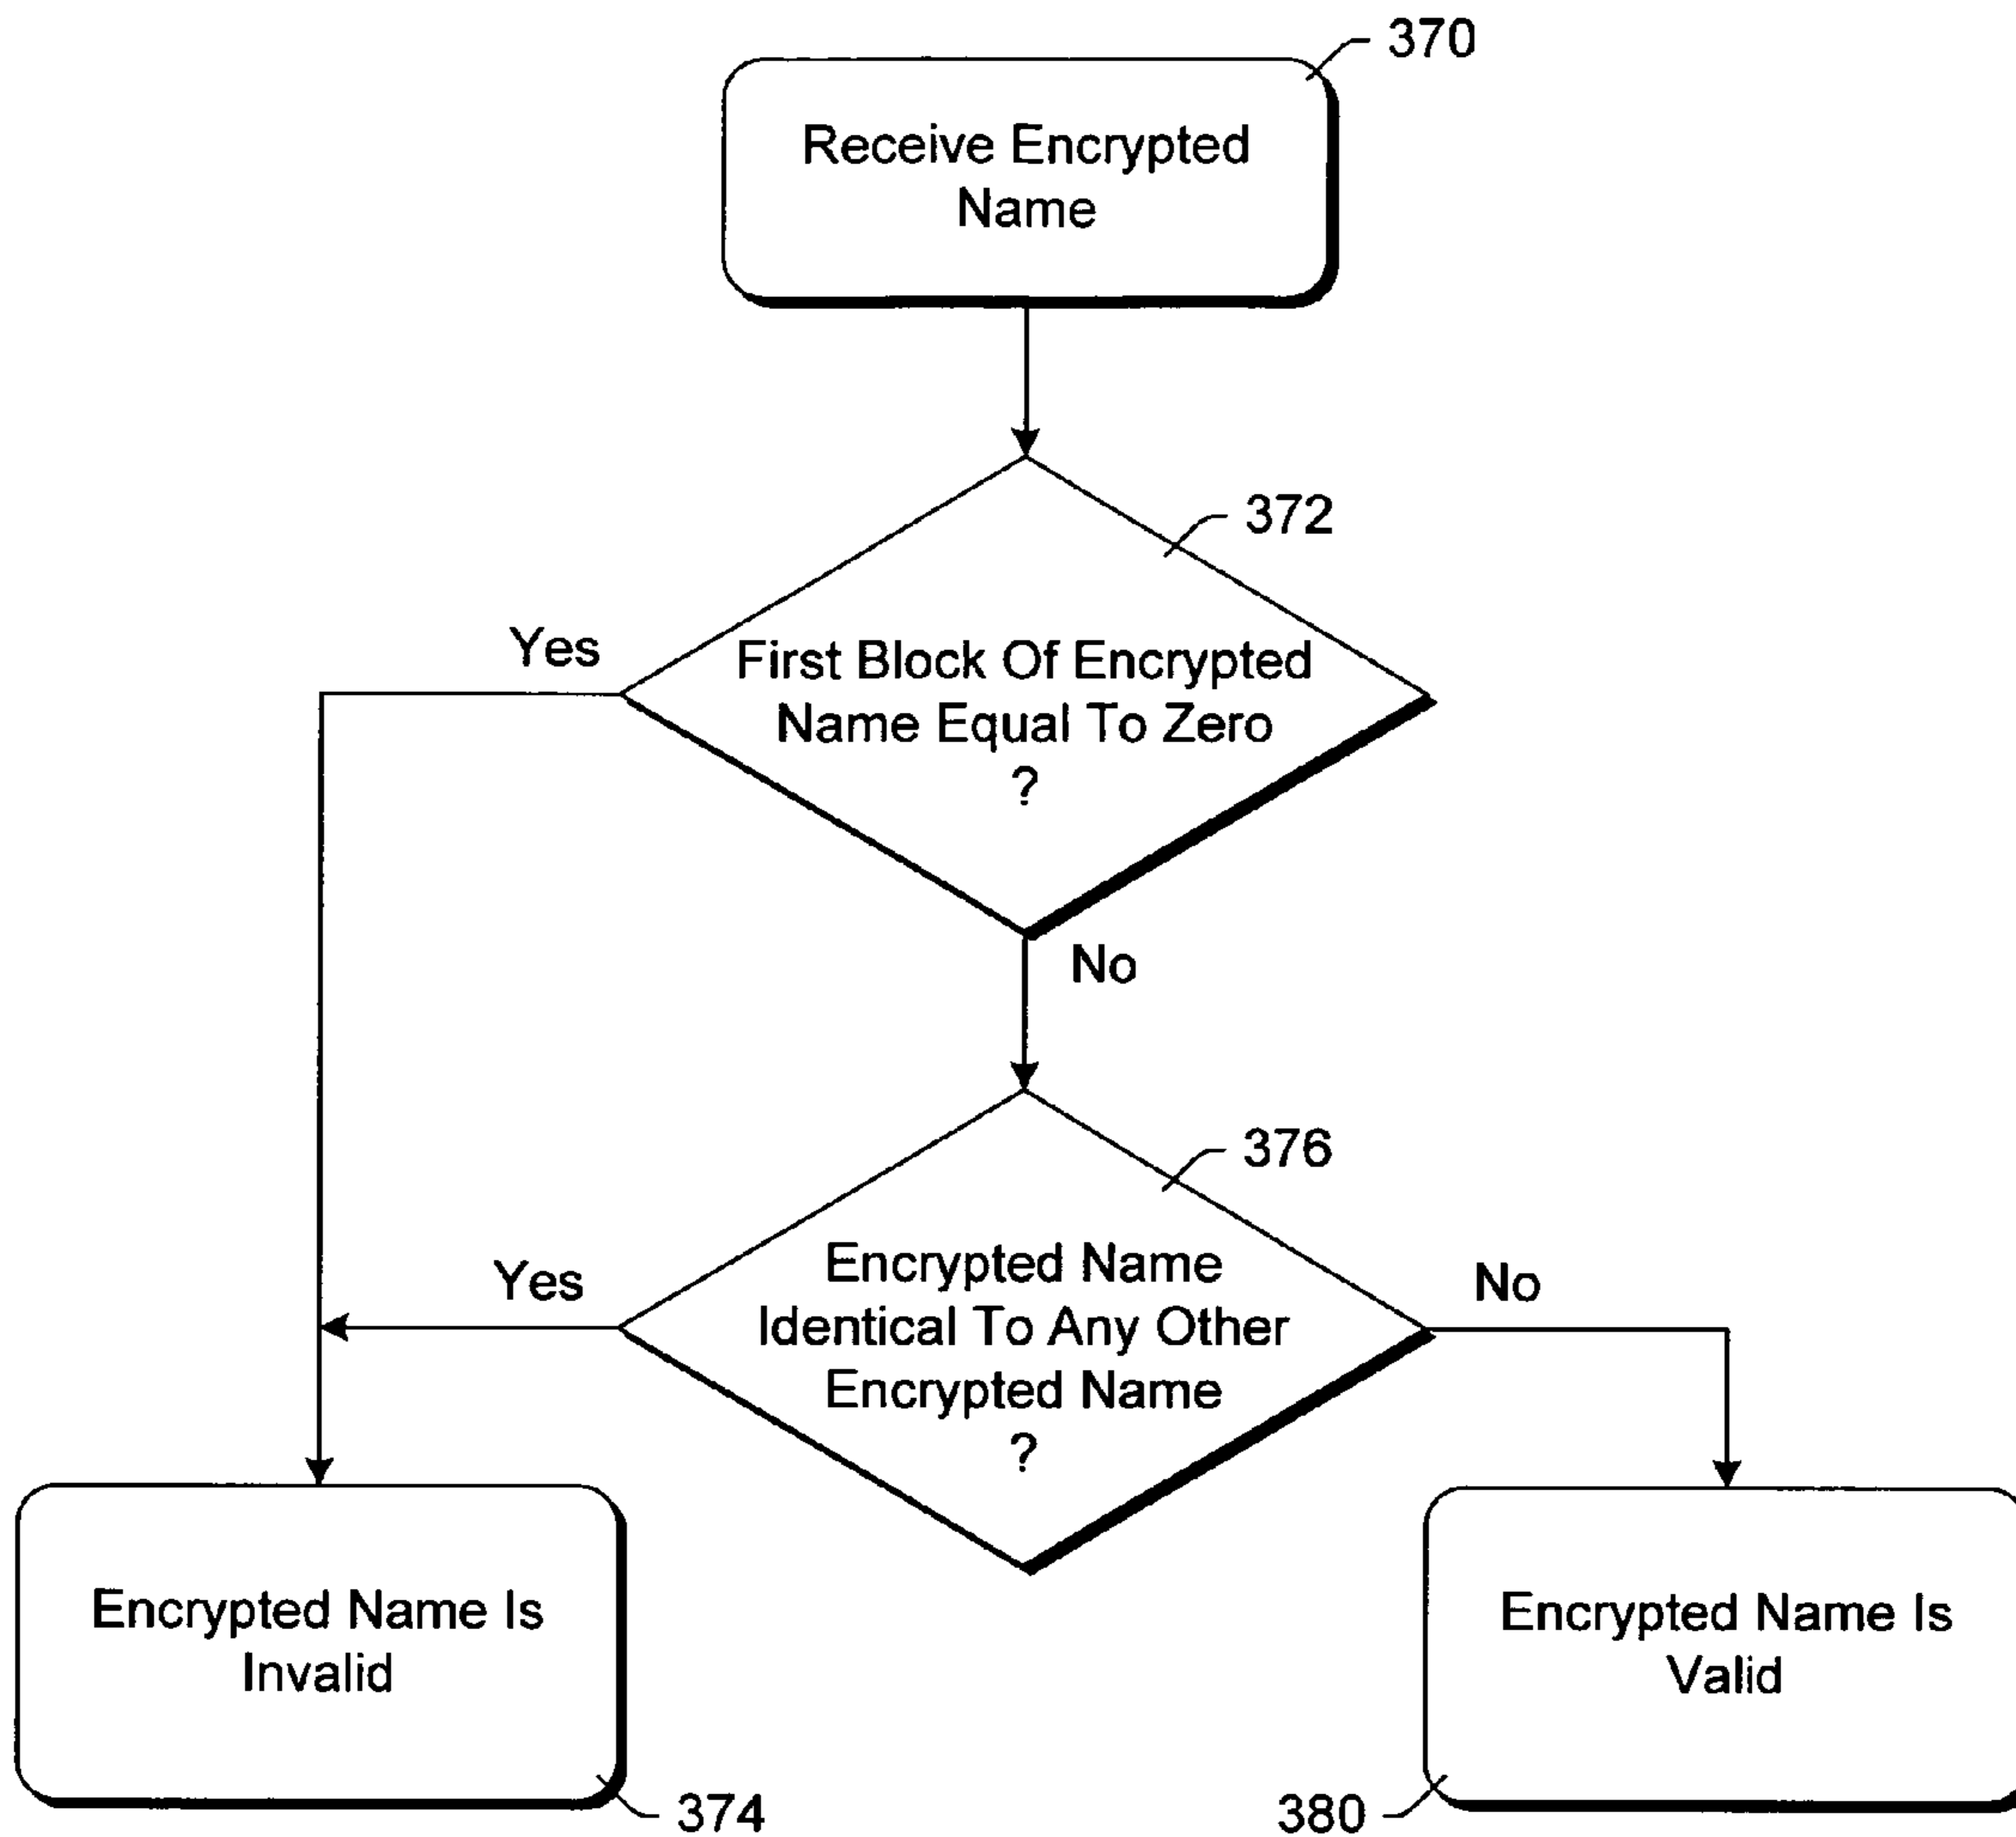 370
Receive Encrypted
Name
372
Yes
First Block Of Encrypted
Name Equal To Zero
?
No
376
Yes
Encrypted Name
Identical To Any Other
Encrypted Name
?
No
Encrypted Name Is
Invalid
374
Encrypted Name Is
Valid
380